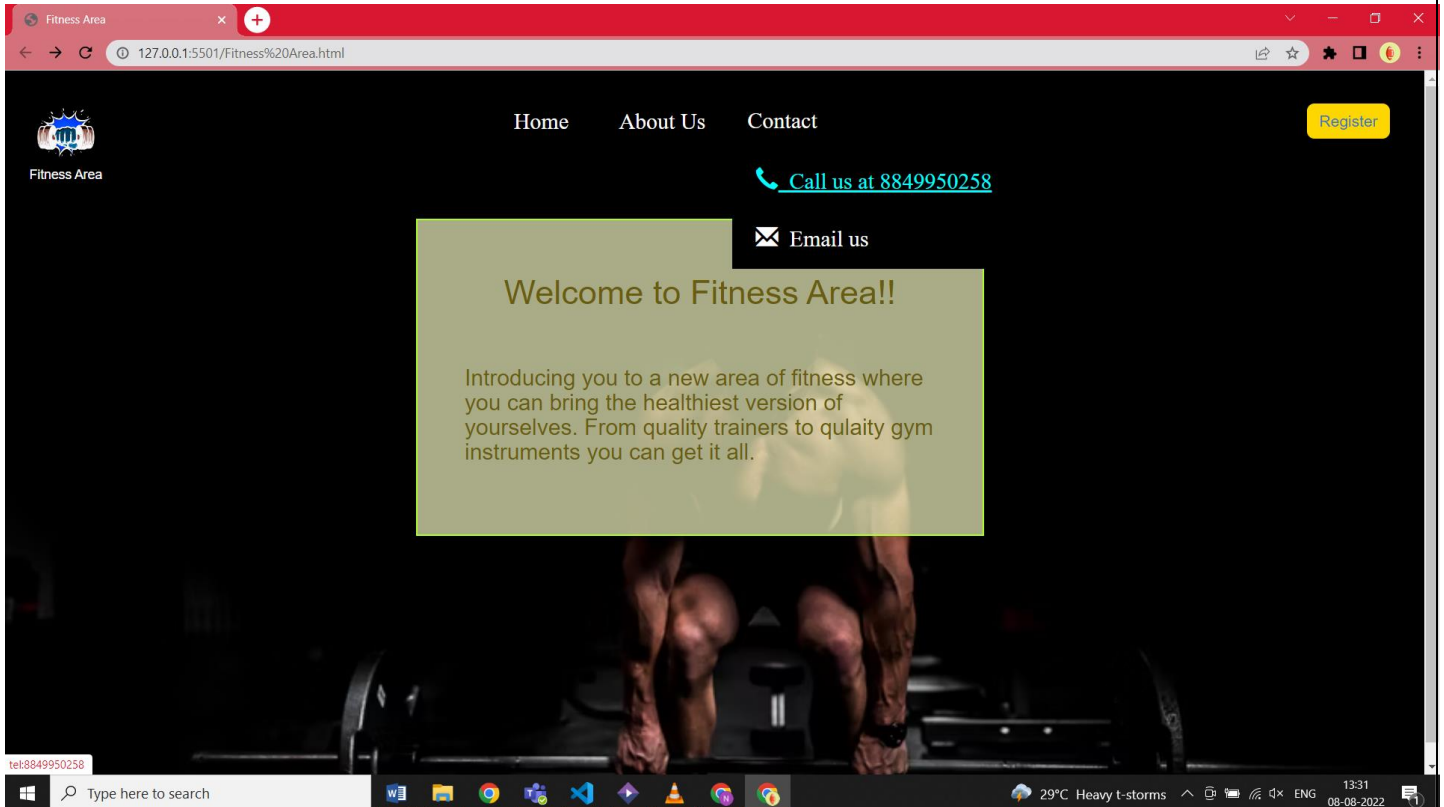 Fitness Area
127.0.0.1:5501/Fitness%20Area.html
Home About Us Contact
Register
Fitness Area
Call us at 8849950258
Email us
Welcome to Fitness Area!!
Introducing you to a new area of fitness where
you can bring the healthiest version of
yourselves. From quality trainers to qulaity gym
instruments you can get it all.
tel:8849950258
Type here to search
29°C Heavy t-storms
ENG
13:31
08-08-2022